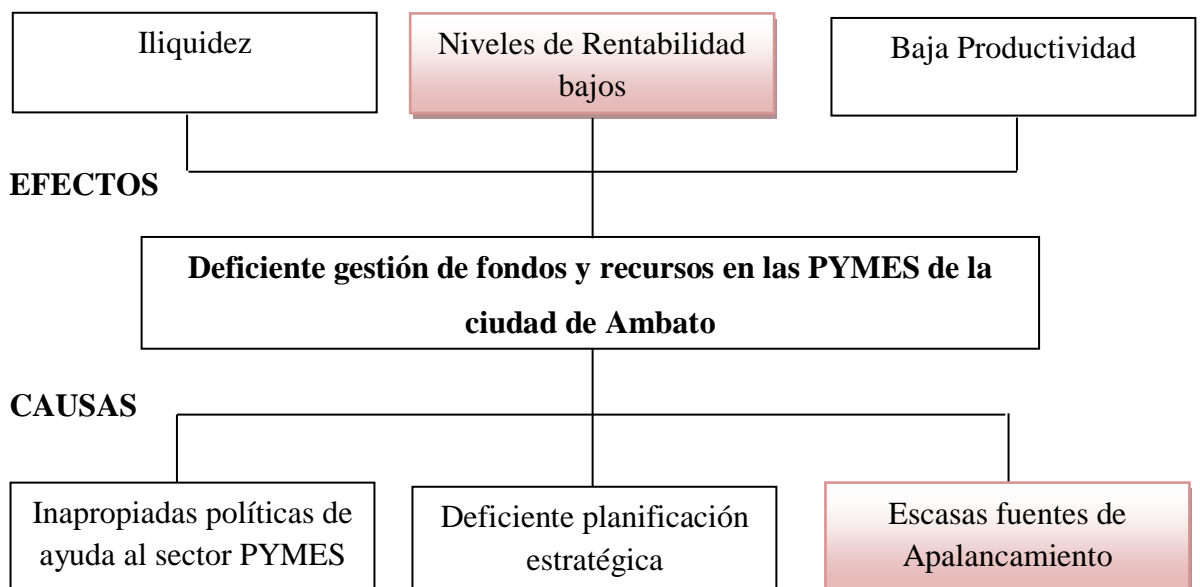 Iliquidez
Niveles de Rentabilidad
bajos
Baja Productividad
EFECTOS
Deficiente gestión de fondos y recursos en las PYMES de la
ciudad de Ambato
CAUSAS
Inapropiadas políticas de
ayuda al sector PYMES
Deficiente planificación
estratégica
Escasas fuentes de
Apalancamiento